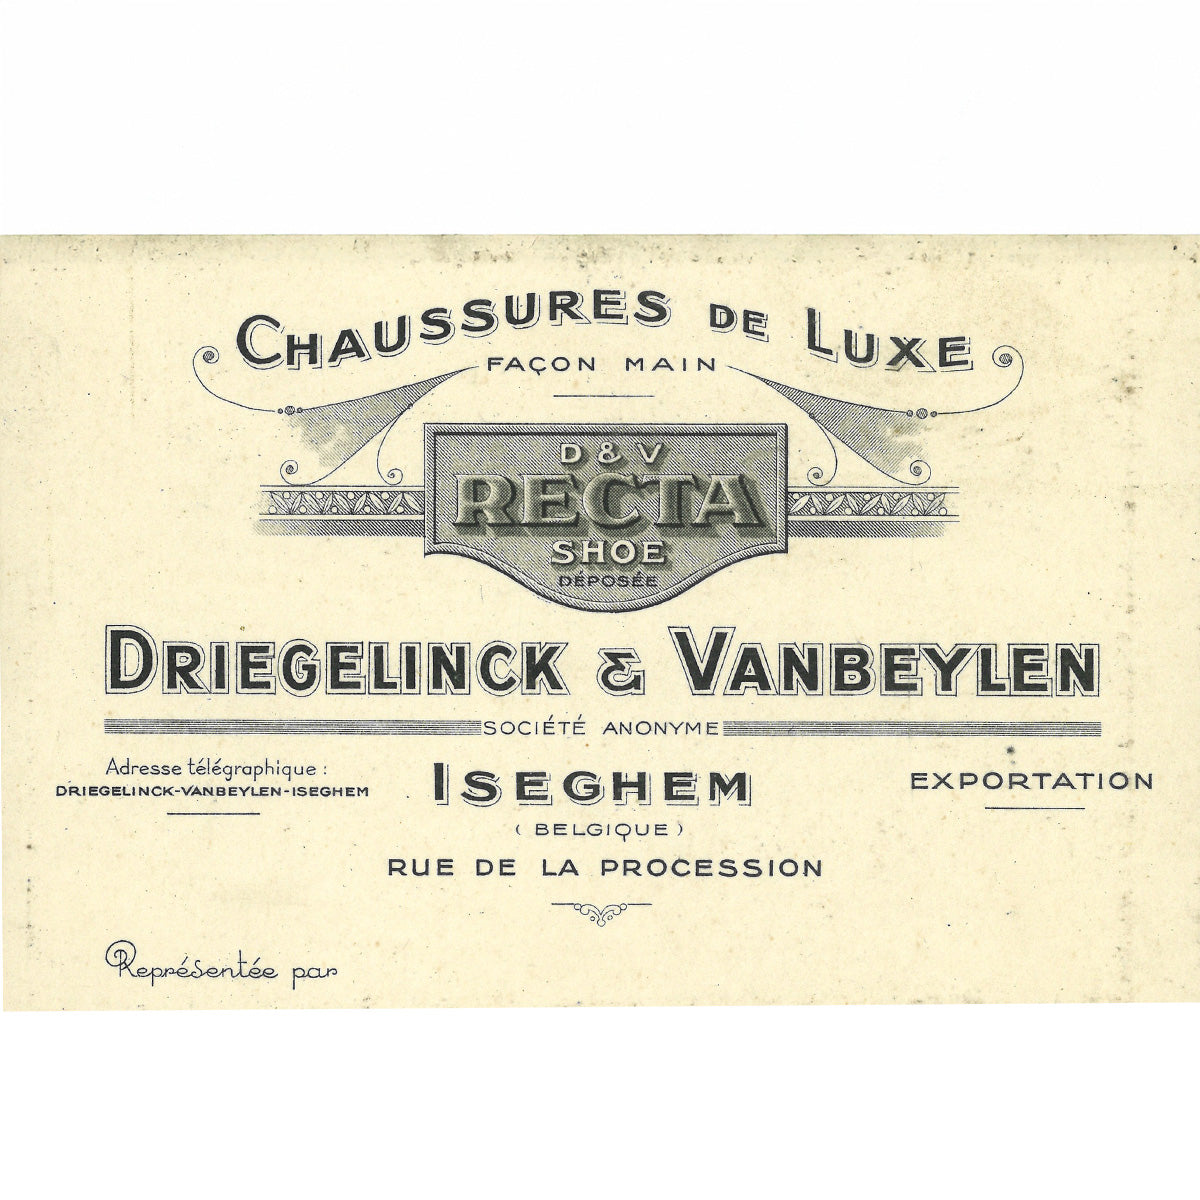 CHAUSSURES DE LUXE
FAÇON MAIN
D & V
RECTA
SHOE
DÉPOSÉE
DRIEGELINCK & VANBEYLEN
SOCIÉTÉ ANONYME
Adresse télégraphique :
DRIEGELINCK-VANBEYLEN-ISEGHEM
ISEGHEM
(BELGIQUE)
RUE DE LA PROCESSION
EXPORTATION
Représentée par